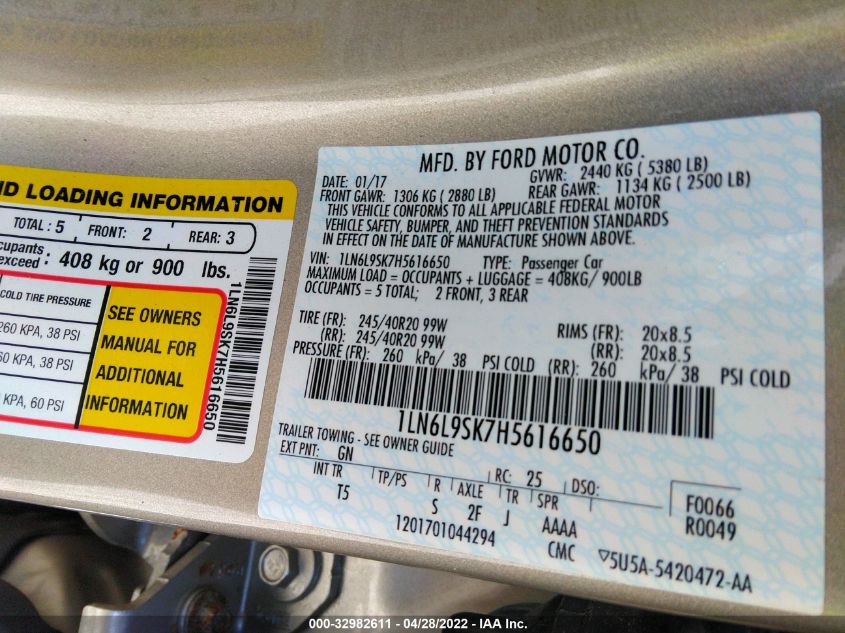 ND LOADING INFORMATION
TOTAL : 5 FRONT: 2 REAR: 3
cupants
exceed : 408 kg or 900 lbs.
COLD TIRE PRESSURE
260 KPA, 38 PSI
60 KPA, 38 PSI
KPA, 60 PSI
SEE OWNERS
MANUAL FOR
ADDITIONAL
INFORMATION
1LN6L9SK7H5616650
MFD. BY FORD MOTOR CO.
DATE: 01/17 GVWR: 2440 KG ( 5380 LB)
FRONT GAWR: 1306 KG ( 2880 LB) REAR GAWR: 1134 KG ( 2500 LB)
THIS VEHICLE CONFORMS TO ALL APPLICABLE FEDERAL MOTOR
VEHICLE SAFETY, BUMPER, AND THEFT PREVENTION STANDARDS
IN EFFECT ON THE DATE OF MANUFACTURE SHOWN ABOVE.
VIN: 1LN6L9SK7H5616650 TYPE: Passenger Car
MAXIMUM LOAD = OCCUPANTS + LUGGAGE = 408KG/ 900LB
OCCUPANTS = 5 TOTAL; 2 FRONT, 3 REAR
TIRE (FR): 245/40R20 99W RIMS (FR): 20x8.5
(RR): 245/40R20 99W (RR): 20x8.5
PRESSURE (FR): 260 kPa/ 38 PSI COLD (RR): 260 kPa/ 38 PSI COLD
1LN6L9SK7H5616650
TRAILER TOWING - SEE OWNER GUIDE
EXT PNT: GN RC: 25 DSO:
INT TR TP/PS R AXLE TR SPR F0066
T5 S 2F J AAAA R0049
1201701044294 CMC ▽5U5A-5420472-AA
000-32982611 - 04/28/2022 - IAA Inc.